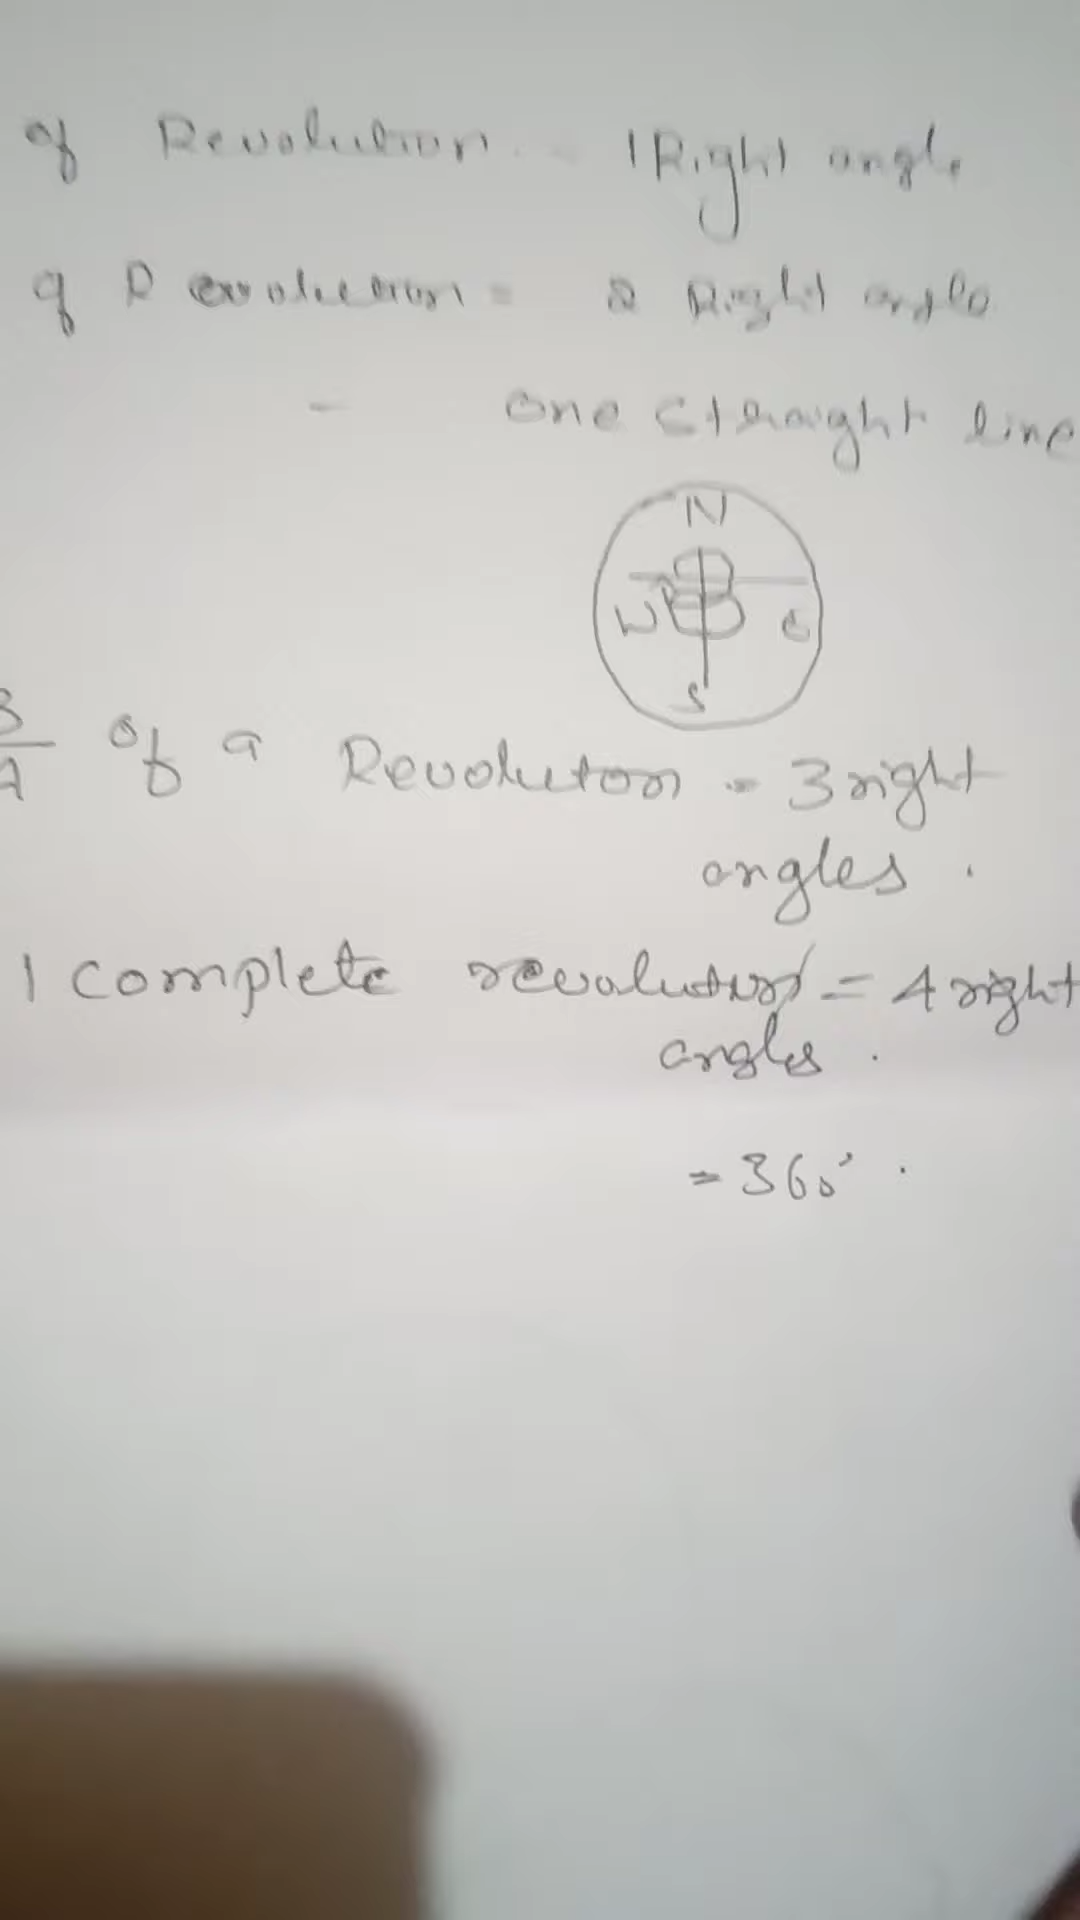 of Revolution = 1 Right angle
of Revolution = 2 Right angle
= one straight line
N
W E
S
3/4 of a Revoluton = 3 right
angles.
1 complete revolution = 4 right
angles.
= 360°.